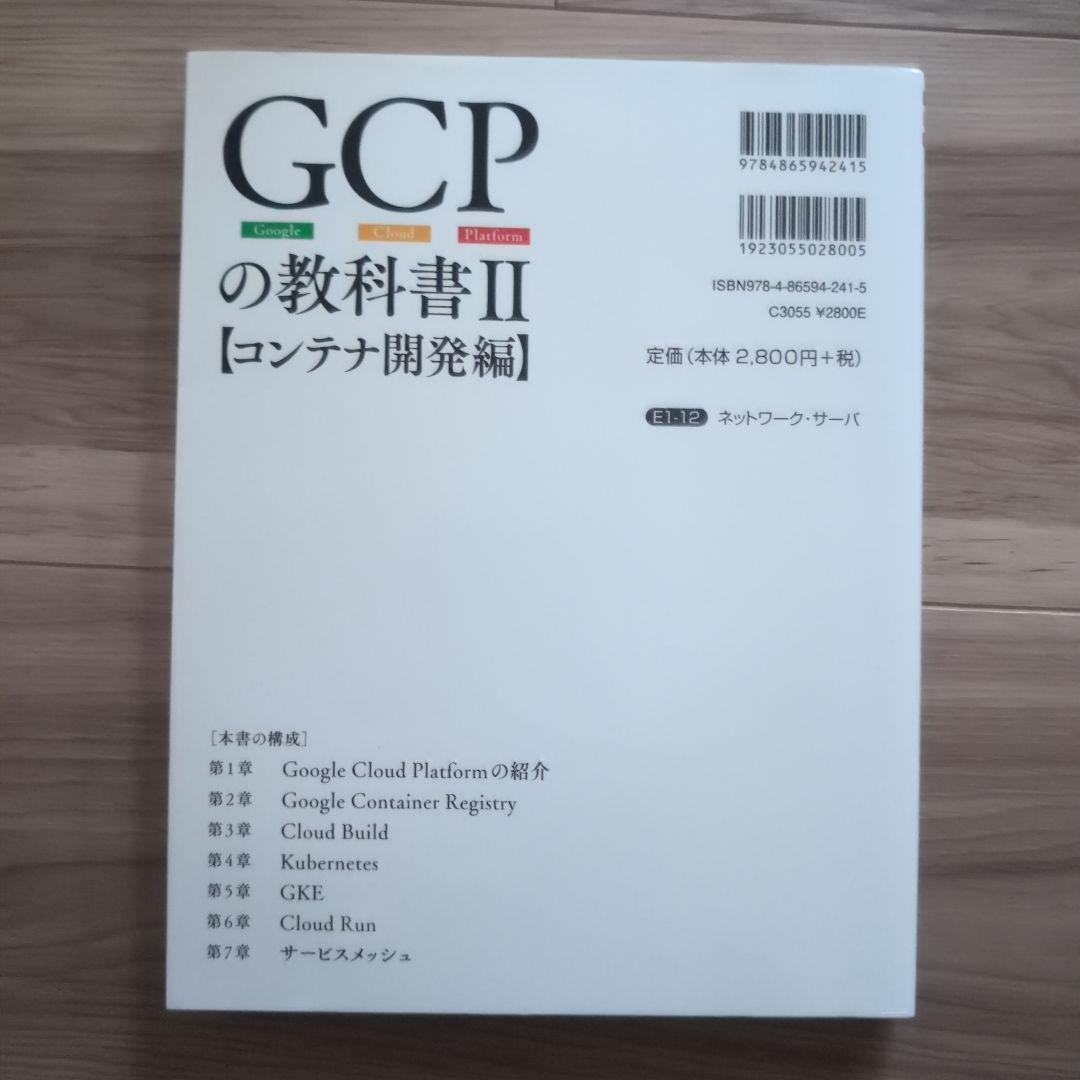 GCP
Google Cloud Platform
の教科書II
【コンテナ開発編】
9784865942415
1923055028005
ISBN978-4-86594-241-5
C3055 ¥2800E
定価(本体 2,800円+税)
E1-12 ネットワーク・サーバ
[本書の構成]
第1章 Google Cloud Platformの紹介
第2章 Google Container Registry
第3章 Cloud Build
第4章 Kubernetes
第5章 GKE
第6章 Cloud Run
第7章 サービスメッシュ